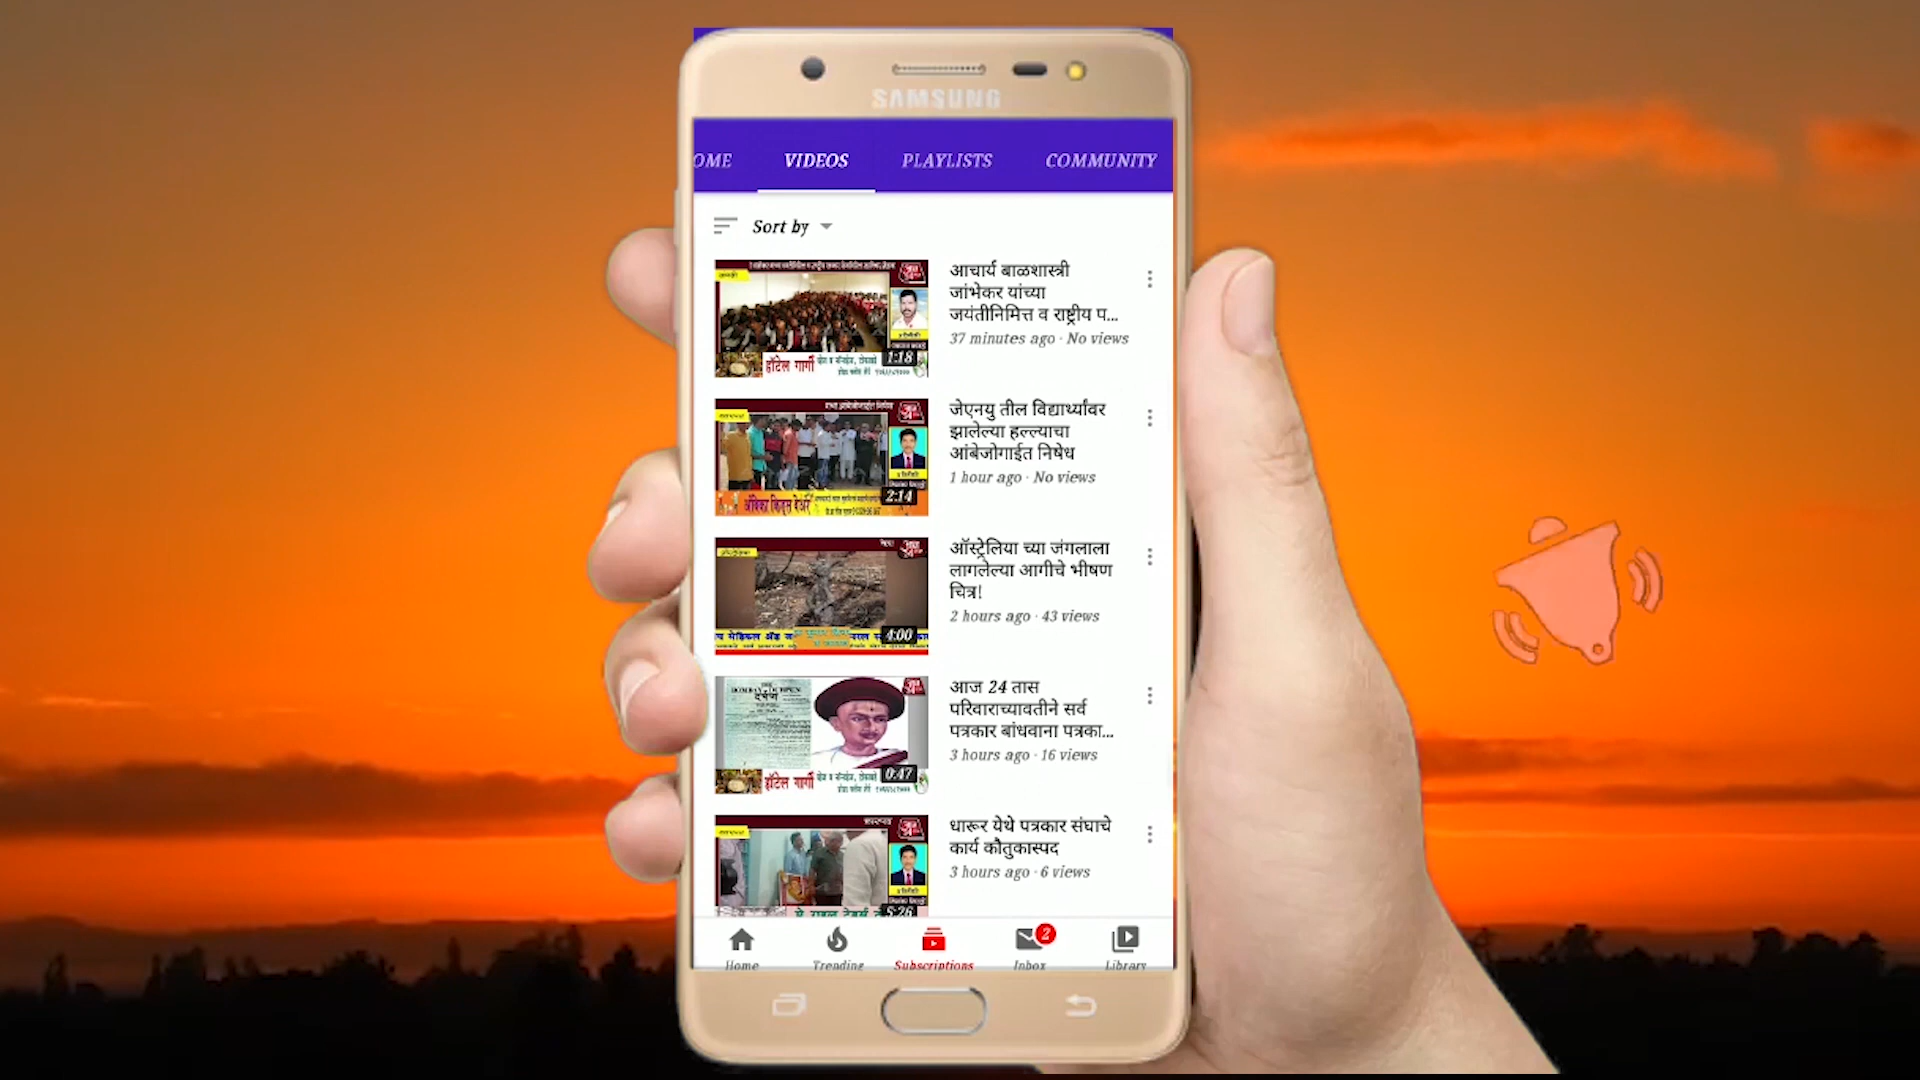 SAMSUNG
OME VIDEOS PLAYLISTS COMMUNITY
Sort by
आचार्य बाळशास्त्री
जांभेकर यांच्या
जयंतीनिमित्त व राष्ट्रीय प...
37 minutes ago · No views
हॉटेल गार्गी
1:18
जेएनयु तील विद्यार्थ्यांवर
झालेल्या हल्ल्याचा
आंबेजोगाईत निषेध
1 hour ago · No views
2:14
ऑस्ट्रेलिया च्या जंगलाला
लागलेल्या आगीचे भीषण
चित्र!
2 hours ago · 43 views
4:00
आज 24 तास
परिवाराच्यावतीने सर्व
पत्रकार बांधवाना पत्रका...
3 hours ago · 16 views
हॉटेल गार्गी
0:47
धारूर येथे पत्रकार संघाचे
कार्य कौतुकास्पद
3 hours ago · 6 views
5:26
2
Home Trending Subscriptions Inbox Library